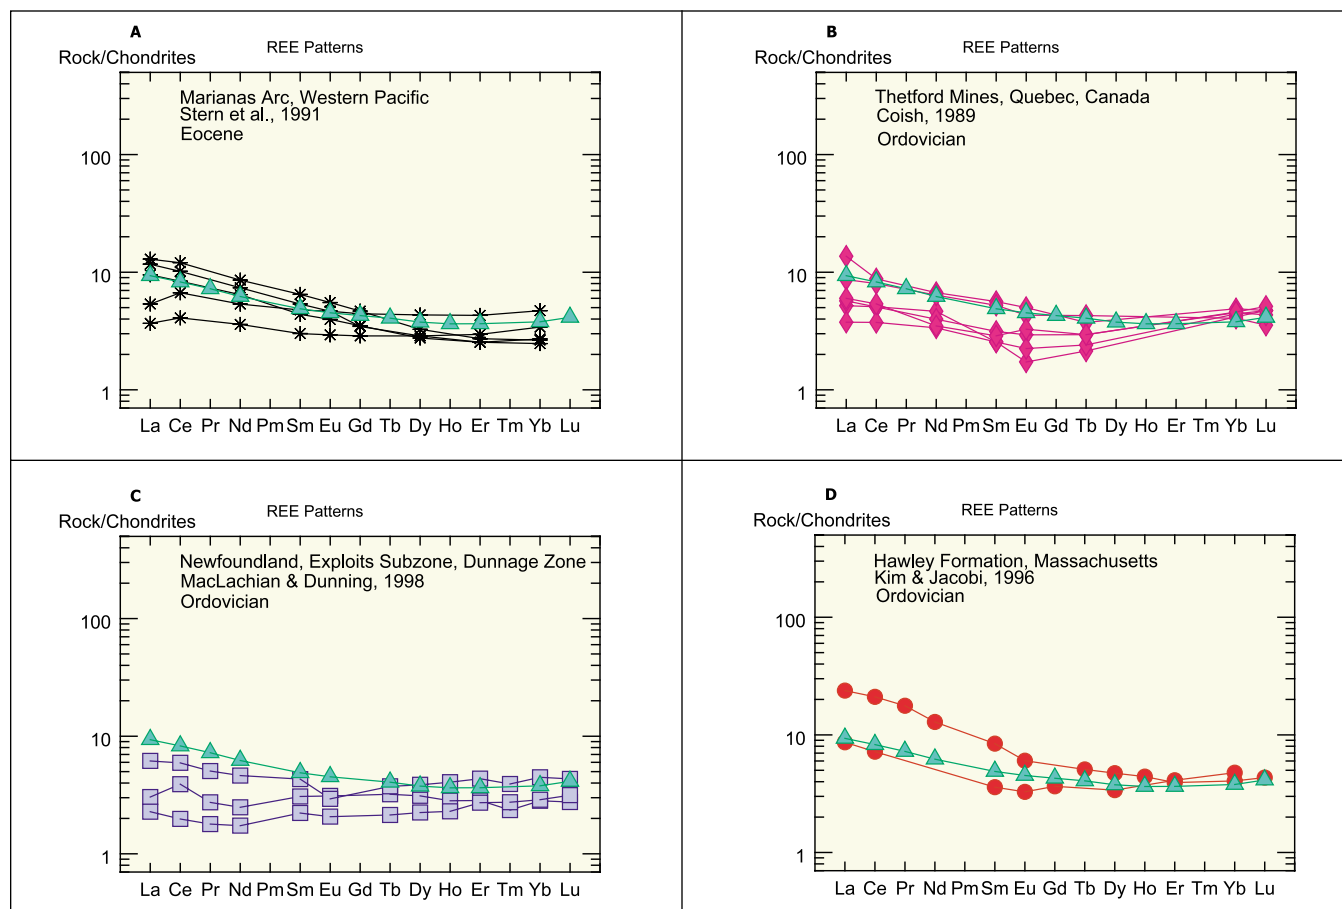 A
REE Patterns
Rock/Chondrites
Marianas Arc, Western Pacific
Stern et al., 1991
Eocene
100
10
1
La Ce Pr Nd Pm Sm Eu Gd Tb Dy Ho Er Tm Yb Lu
B
REE Patterns
Rock/Chondrites
Thetford Mines, Quebec, Canada
Coish, 1989
Ordovician
100
10
1
La Ce Pr Nd Pm Sm Eu Gd Tb Dy Ho Er Tm Yb Lu
C
REE Patterns
Rock/Chondrites
Newfoundland, Exploits Subzone, Dunnage Zone
MacLachian & Dunning, 1998
Ordovician
100
10
1
La Ce Pr Nd Pm Sm Eu Gd Tb Dy Ho Er Tm Yb Lu
D
REE Patterns
Rock/Chondrites
Hawley Formation, Massachusetts
Kim & Jacobi, 1996
Ordovician
100
10
1
La Ce Pr Nd Pm Sm Eu Gd Tb Dy Ho Er Tm Yb Lu